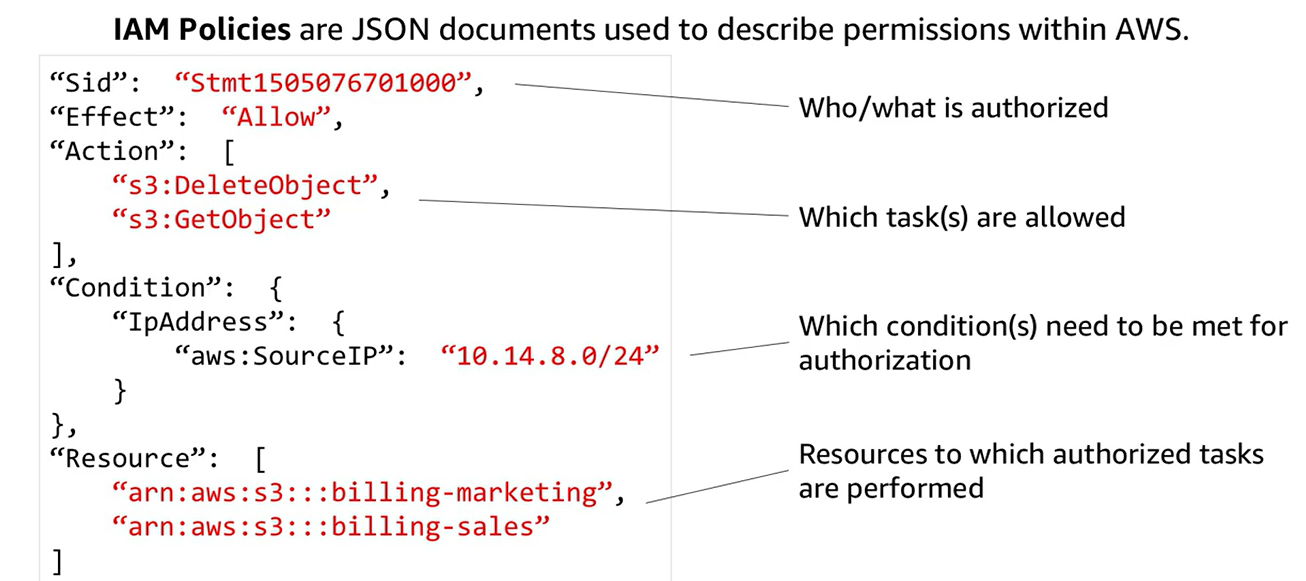 IAM Policies are JSON documents used to describe permissions within AWS.
“Sid”: “Stmt1505076701000”,
“Effect”: “Allow”,
“Action”: [
“s3:DeleteObject”,
“s3:GetObject”
],
“Condition”: {
“IpAddress”: {
“aws:SourceIP”: “10.14.8.0/24”
}
},
“Resource”: [
“arn:aws:s3:::billing-marketing”,
“arn:aws:s3:::billing-sales”
]
Who/what is authorized
Which task(s) are allowed
Which condition(s) need to be met for
authorization
Resources to which authorized tasks
are performed